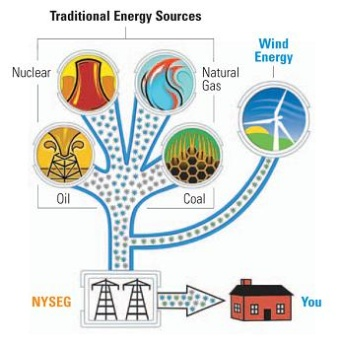 Traditional Energy Sources
Wind
Energy
Nuclear
Natural
Gas
Oil
Coal
NYSEG
You